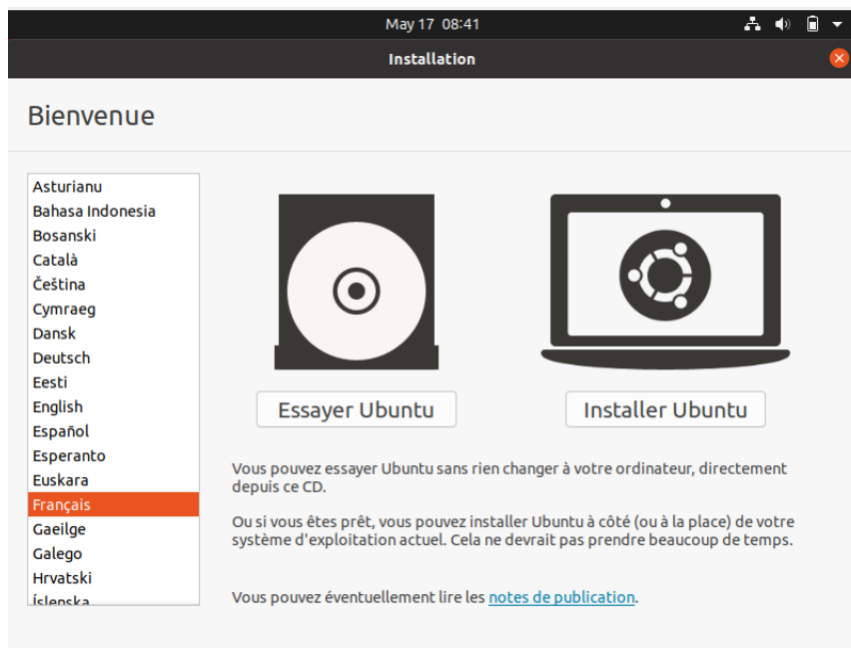 May 17 08:41
Installation
Bienvenue
Asturianu
Bahasa Indonesia
Bosanski
Català
Čeština
Cymraeg
Dansk
Deutsch
Eesti
English
Español
Esperanto
Euskara
Français
Gaeilge
Galego
Hrvatski
Íslenska
Essayer Ubuntu
Installer Ubuntu
Vous pouvez essayer Ubuntu sans rien changer à votre ordinateur, directement
depuis ce CD.
Ou si vous êtes prêt, vous pouvez installer Ubuntu à côté (ou à la place) de votre
système d'exploitation actuel. Cela ne devrait pas prendre beaucoup de temps.
Vous pouvez éventuellement lire les notes de publication.